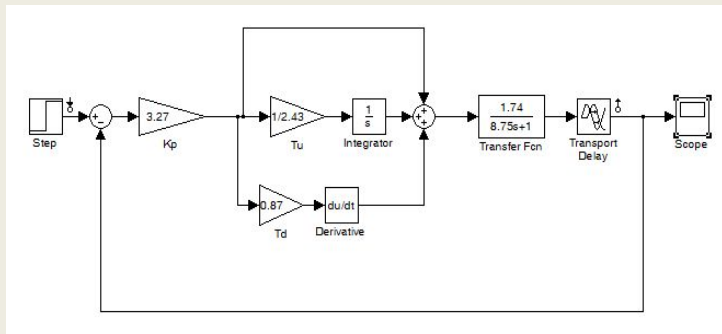 3.27
1/2.43
1
s
1.74
8.75s+1
Step
Kp
Tu
Integrator
Transfer Fcn
Transport
Delay
Scope
0.87
du/dt
Td
Derivative